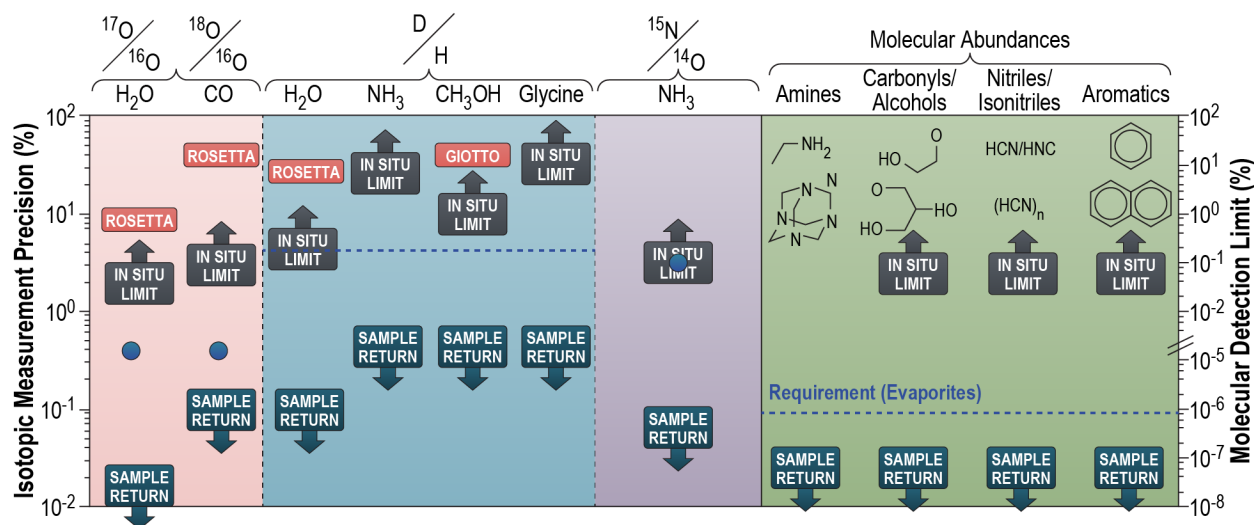 17O/16O 18O/16O D/H 15N/14O
Molecular Abundances
H2O CO H2O NH3 CH3OH Glycine NH3 Amines Carbonyls/Alcohols Nitriles/Isonitriles Aromatics
Isotopic Measurement Precision (%)
10^2
10^1
10^0
10^-1
10^-2
ROSETTA
IN SITU
LIMIT
SAMPLE
RETURN
ROSETTA
IN SITU
LIMIT
SAMPLE
RETURN
ROSETTA
IN SITU
LIMIT
SAMPLE
RETURN
IN SITU
LIMIT
SAMPLE
RETURN
GIOTTO
IN SITU
LIMIT
SAMPLE
RETURN
IN SITU
LIMIT
SAMPLE
RETURN
IN SITU
LIMIT
SAMPLE
RETURN
NH2
N
N
N
N
SAMPLE
RETURN
O
HO
O
OH
HO
IN SITU
LIMIT
SAMPLE
RETURN
HCN/HNC
(HCN)n
IN SITU
LIMIT
SAMPLE
RETURN
IN SITU
LIMIT
SAMPLE
RETURN
Requirement (Evaporites)
10^2
10^1
10^0
10^-1
10^-2
10^-5
10^-6
10^-7
10^-8
Molecular Detection Limit (%)